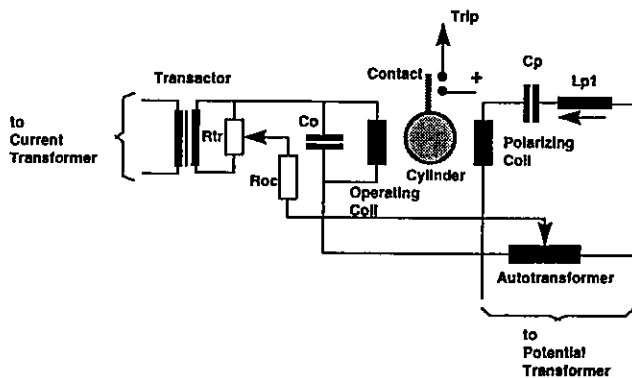 Trip
Cp
Contact
+
Lp1
Transactor
Co
to
Current
Transformer
Rtr
Polarizing
Coil
Cylinder
Roc
Operating
Coil
Autotransformer
to
Potential
Transformer